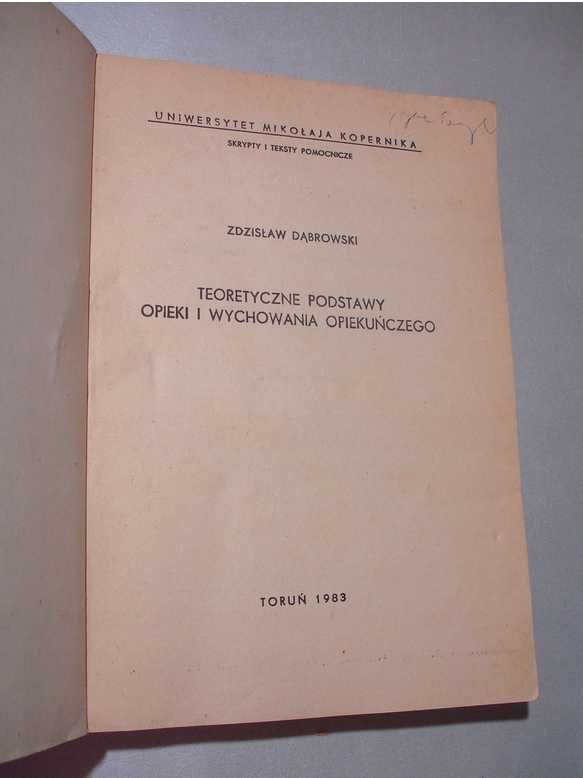 UNIWERSYTET MIKOŁAJA KOPERNIKA
SKRYPTY I TEKSTY POMOCNICZE
ZDZISŁAW DĄBROWSKI
TEORETYCZNE PODSTAWY
OPIEKI I WYCHOWANIA OPIEKUŃCZEGO
TORUŃ 1983